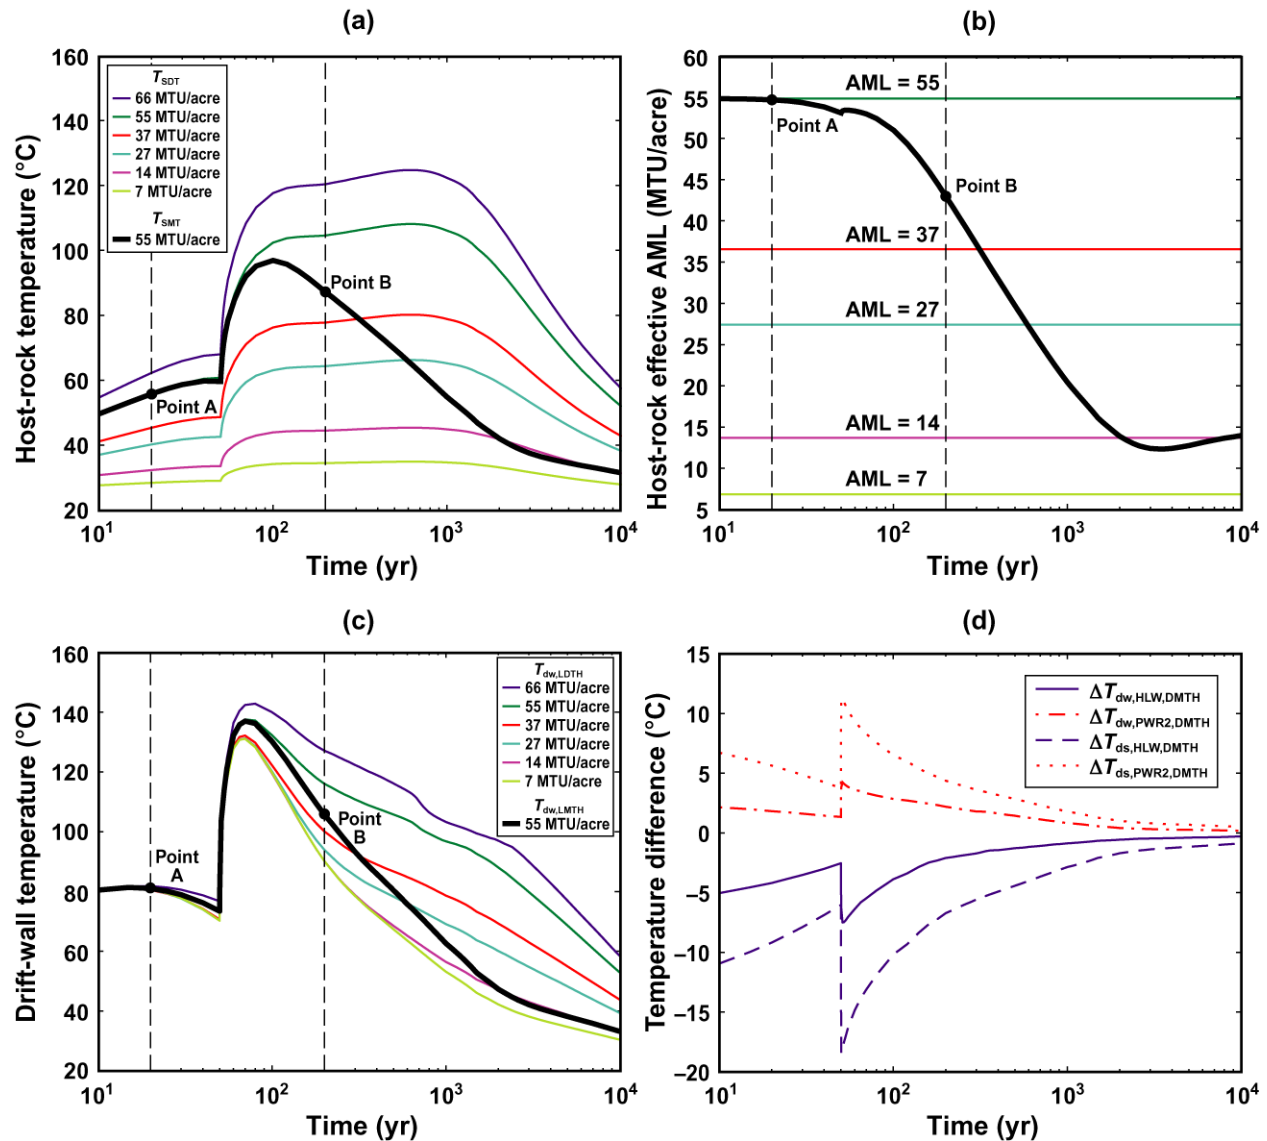 (a)
160
140
120
100
80
60
40
20
Host-rock temperature (°C)
T_SDT
66 MTU/acre
55 MTU/acre
37 MTU/acre
27 MTU/acre
14 MTU/acre
7 MTU/acre
T_SMT
55 MTU/acre
Point A
Point B
10^1
10^2
10^3
10^4
Time (yr)
(b)
60
55
50
45
40
35
30
25
20
15
10
5
Host-rock effective AML (MTU/acre)
AML = 55
Point A
Point B
AML = 37
AML = 27
AML = 14
AML = 7
10^1
10^2
10^3
10^4
Time (yr)
(c)
160
140
120
100
80
60
40
20
Drift-wall temperature (°C)
T_dw,LDTH
66 MTU/acre
55 MTU/acre
37 MTU/acre
27 MTU/acre
14 MTU/acre
7 MTU/acre
T_dw,LMTH
55 MTU/acre
Point
A
Point
B
10^1
10^2
10^3
10^4
Time (yr)
(d)
15
10
5
0
–5
–10
–15
–20
Temperature difference (°C)
ΔT_dw,HLW,DMTH
ΔT_dw,PWR2,DMTH
ΔT_ds,HLW,DMTH
ΔT_ds,PWR2,DMTH
10^1
10^2
10^3
10^4
Time (yr)